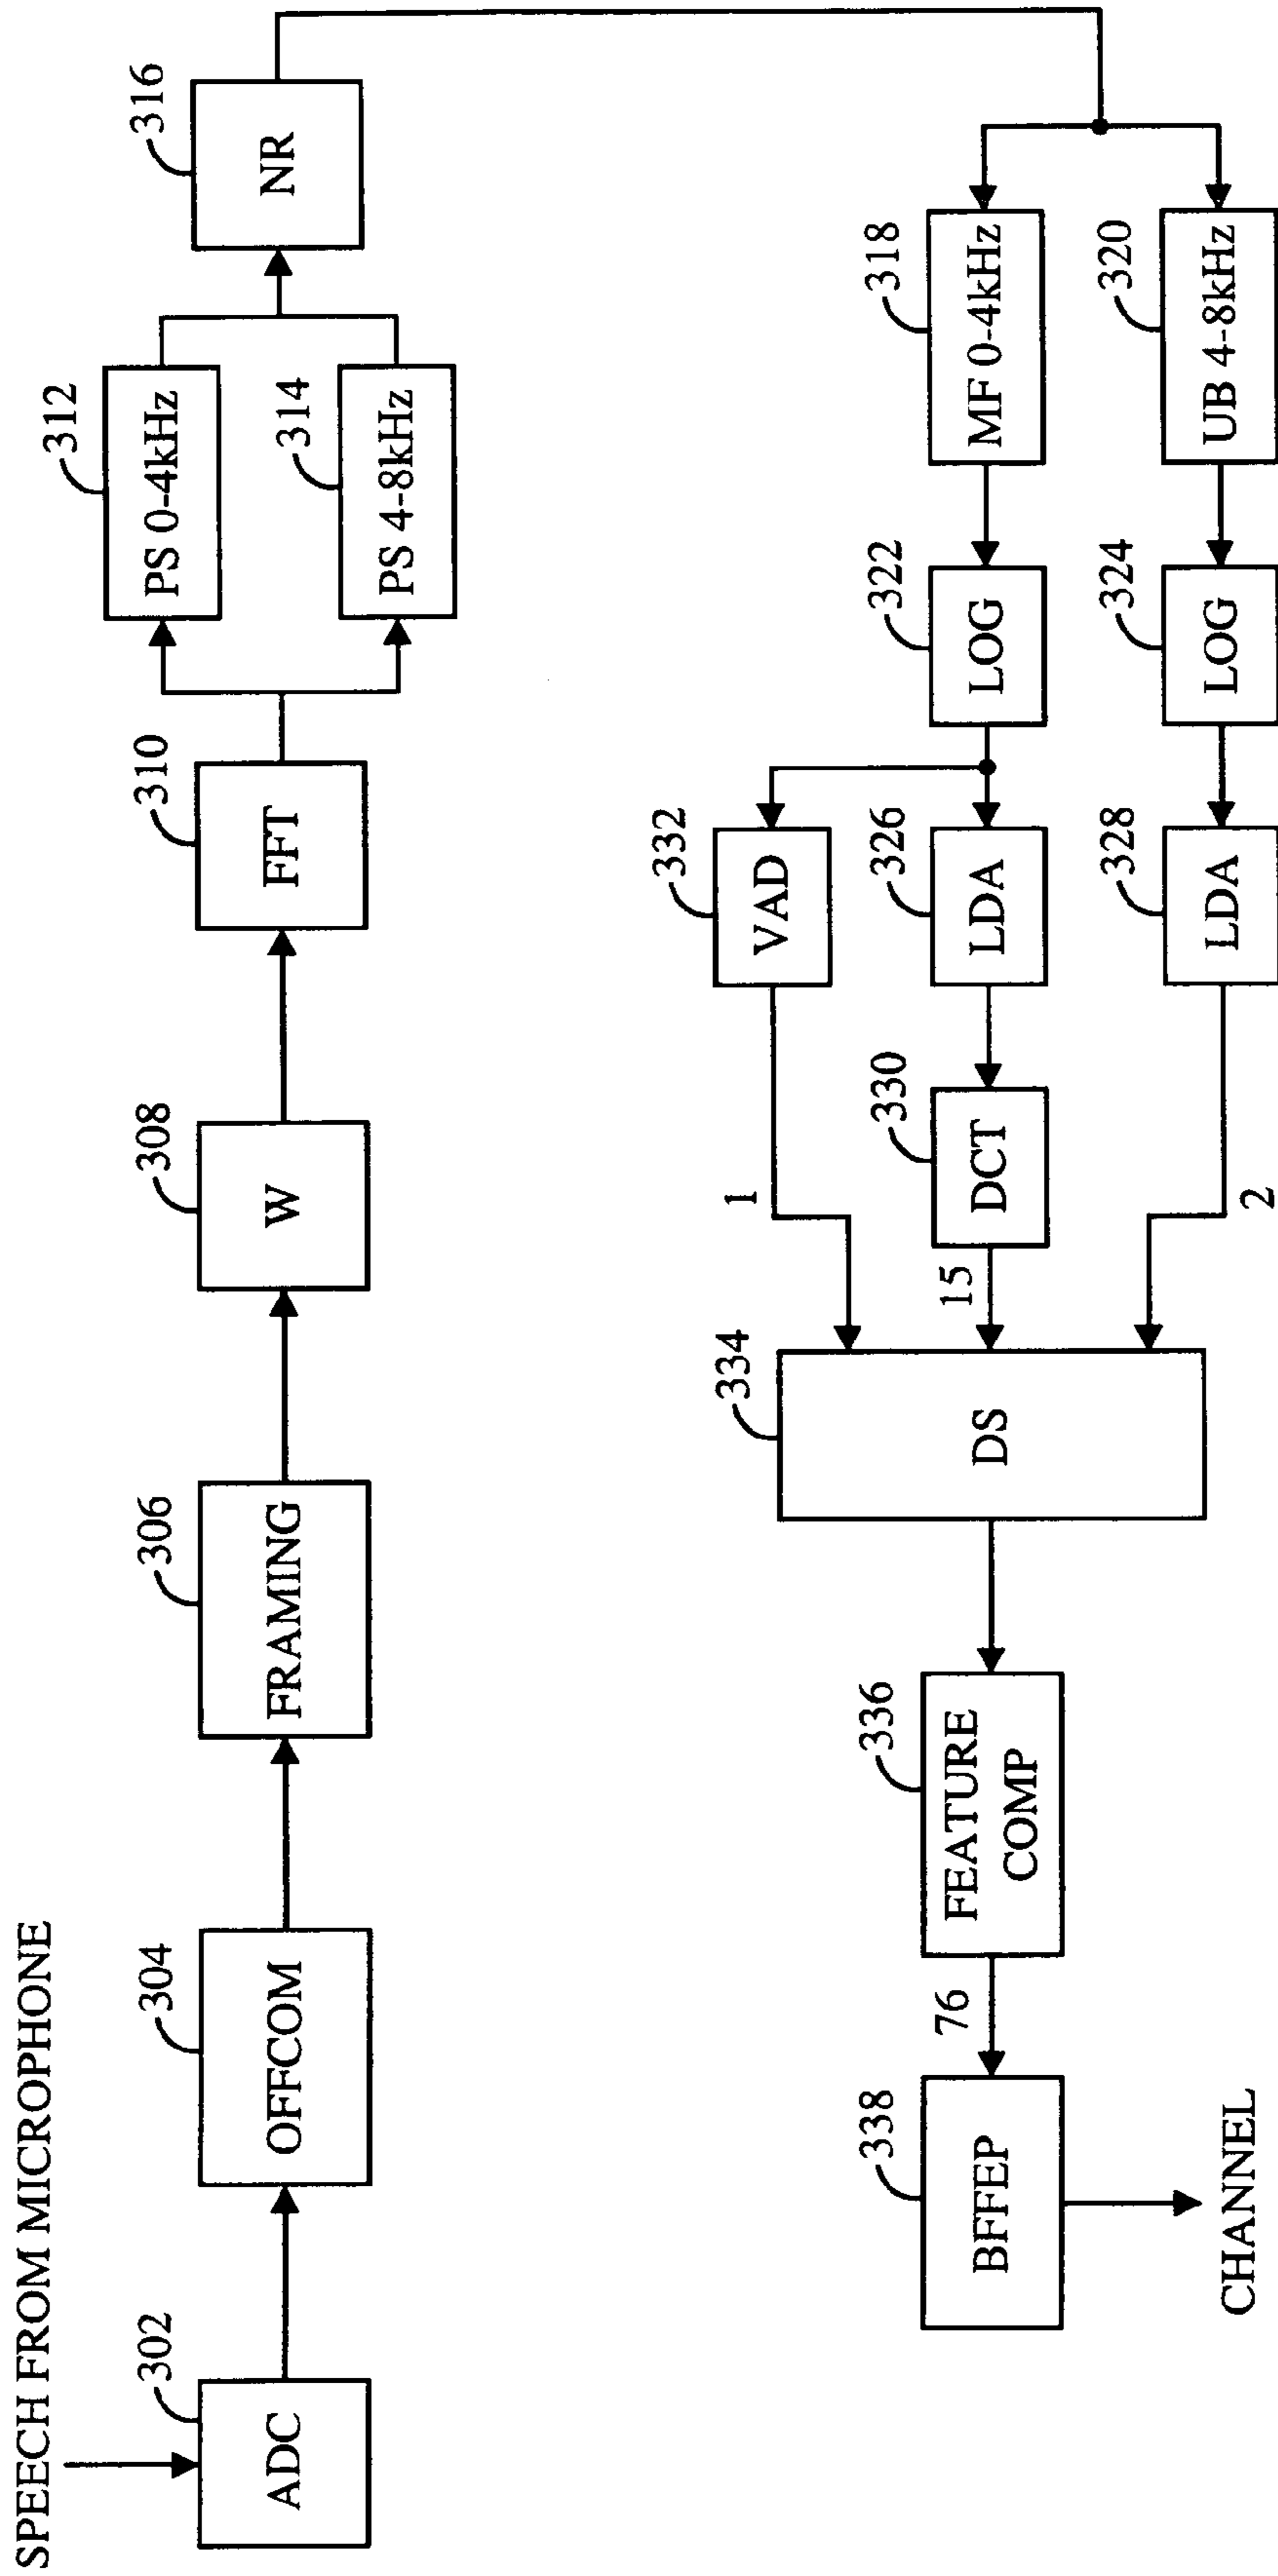 SPEECH FROM MICROPHONE
302
ADC
304
OFFCOM
306
FRAMING
308
W
310
FFT
312
PS 0-4kHz
314
PS 4-8kHz
316
NR
318
MF 0-4kHz
320
UB 4-8kHz
322
LOG
324
LOG
332
VAD
326
LDA
328
LDA
330
DCT
1
15
2
334
DS
336
FEATURE
COMP
76
338
BFFEP
CHANNEL